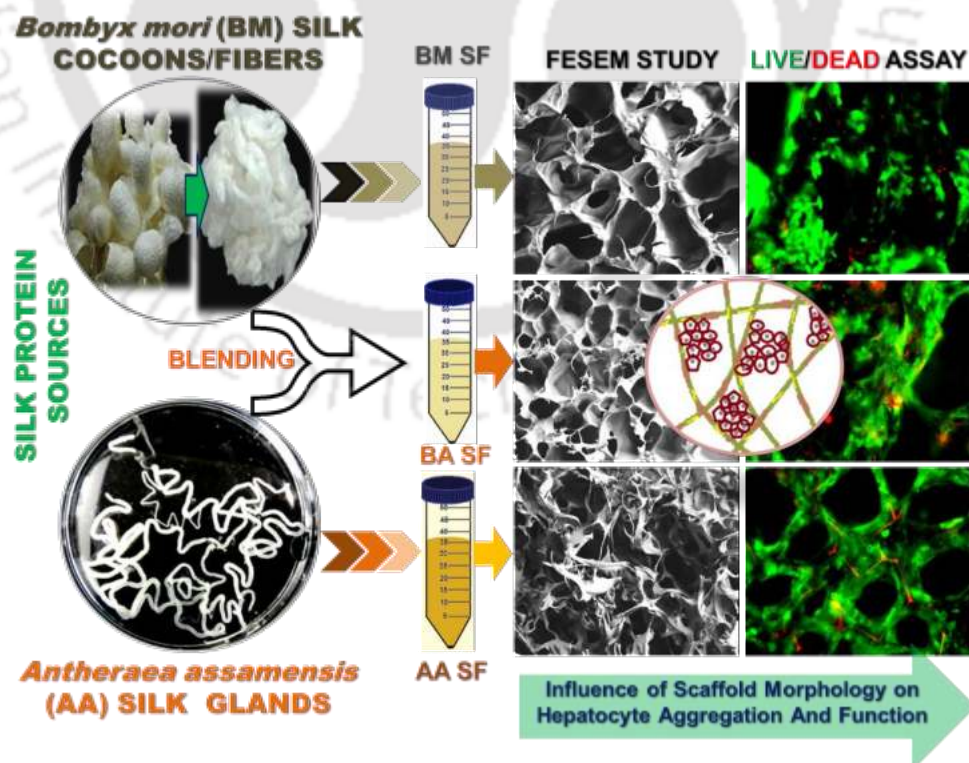 Bombyx mori (BM) SILK
COCOONS/FIBERS
BM SF
FESEM STUDY
LIVE/DEAD ASSAY
SILK PROTEIN
SOURCES
BLENDING
BA SF
Antheraea assamensis
(AA) SILK GLANDS
AA SF
Influence of Scaffold Morphology on
Hepatocyte Aggregation And Function